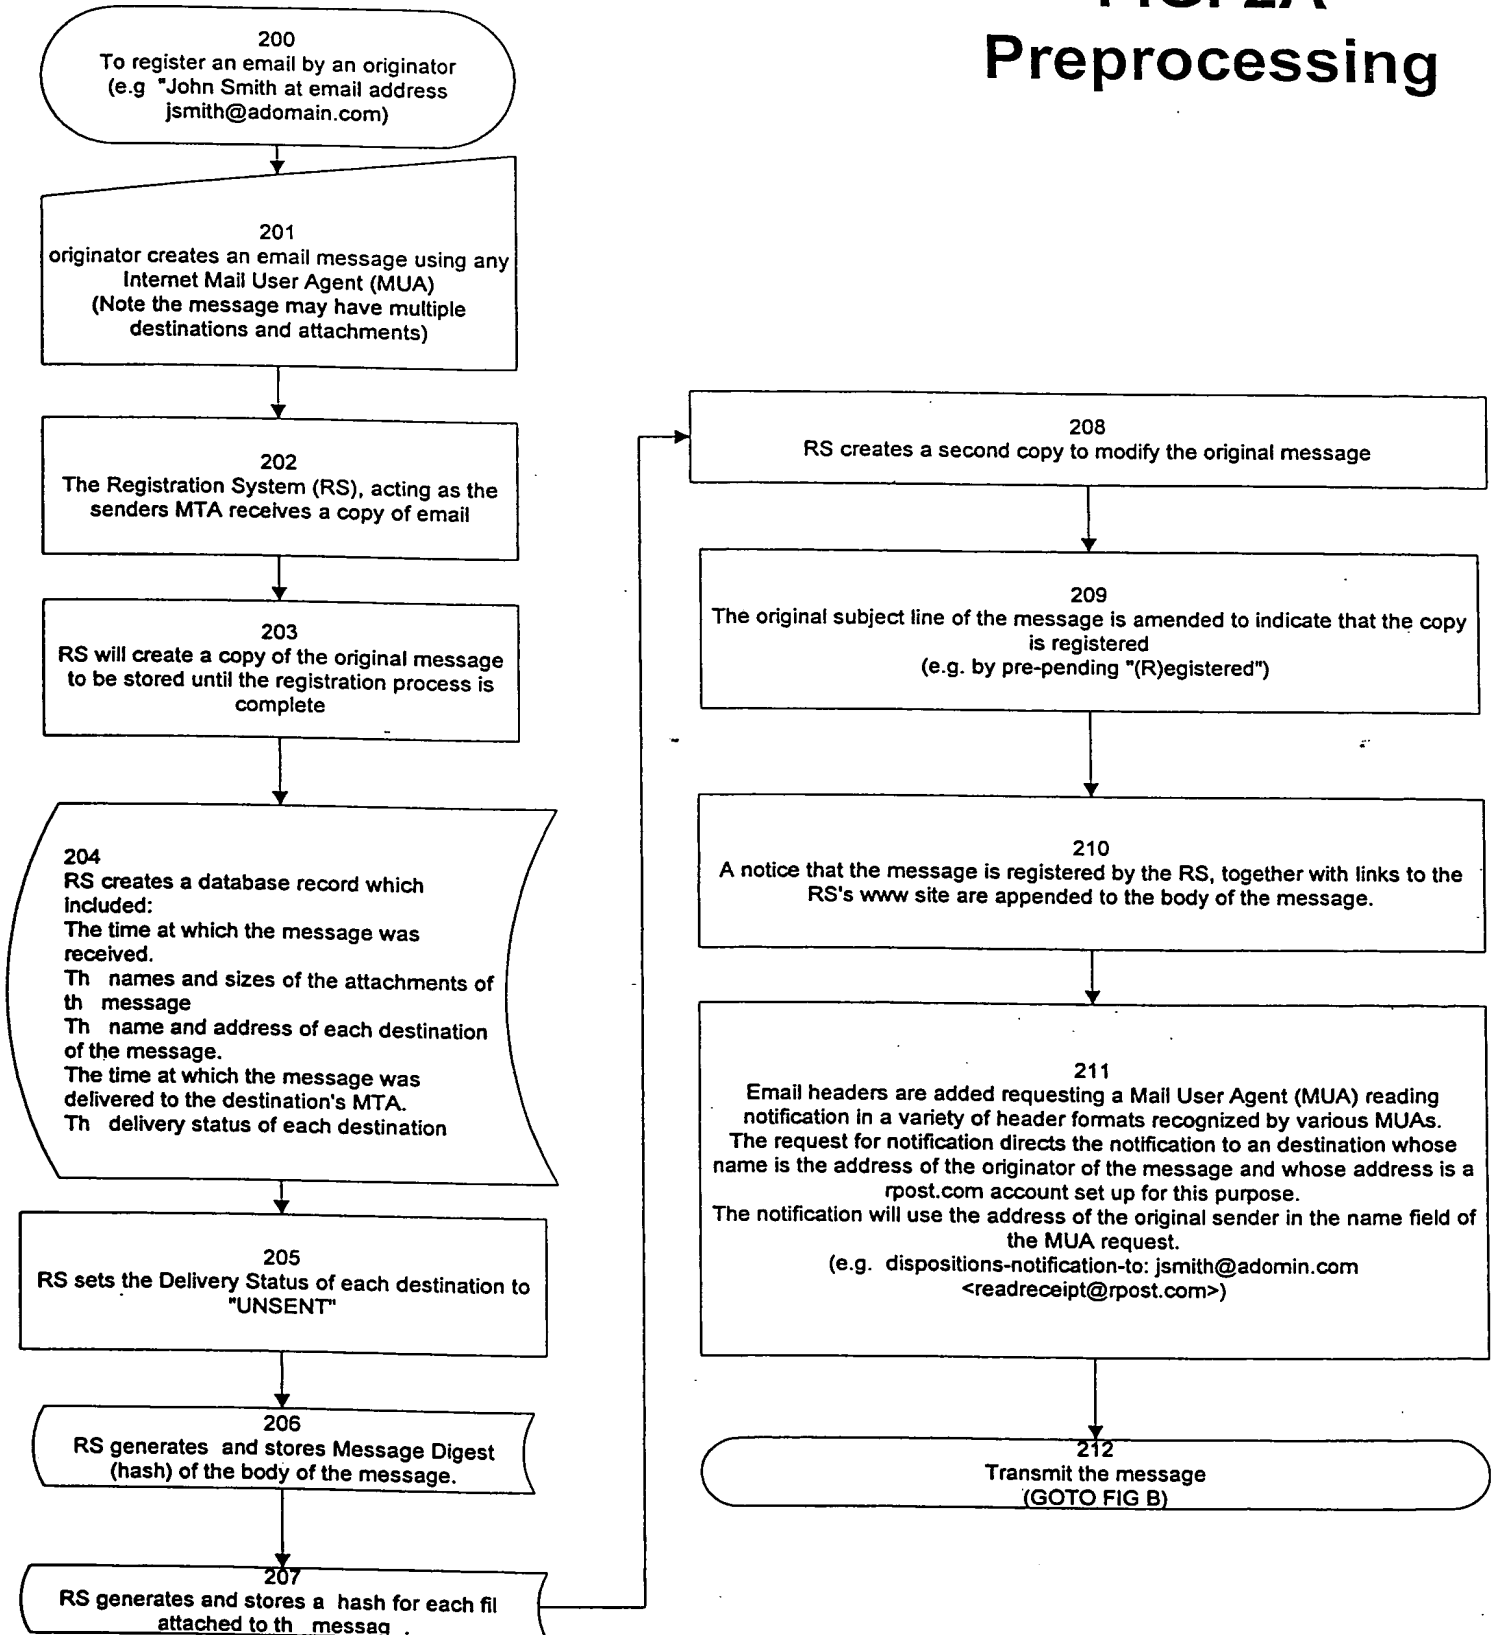 FIG. 2A
Preprocessing
200
To register an email by an originator
(e.g "John Smith at email address
jsmith@adomain.com)
201
originator creates an email message using any
Internet Mail User Agent (MUA)
(Note the message may have multiple
destinations and attachments)
202
The Registration System (RS), acting as the
senders MTA receives a copy of email
203
RS will create a copy of the original message
to be stored until the registration process is
complete
204
RS creates a database record which
included:
The time at which the message was
received.
Th names and sizes of the attachments of
th message
Th name and address of each destination
of the message.
The time at which the message was
delivered to the destination's MTA.
Th delivery status of each destination
205
RS sets the Delivery Status of each destination to
"UNSENT"
206
RS generates and stores Message Digest
(hash) of the body of the message.
207
RS generates and stores a hash for each fil
attached to th messag .
208
RS creates a second copy to modify the original message
209
The original subject line of the message is amended to indicate that the copy
is registered
(e.g. by pre-pending "(R)egistered")
210
A notice that the message is registered by the RS, together with links to the
RS's www site are appended to the body of the message.
211
Email headers are added requesting a Mail User Agent (MUA) reading
notification in a variety of header formats recognized by various MUAs.
The request for notification directs the notification to an destination whose
name is the address of the originator of the message and whose address is a
rpost.com account set up for this purpose.
The notification will use the address of the original sender in the name field of
the MUA request.
(e.g. dispositions-notification-to: jsmith@adomin.com
<readreceipt@rpost.com>)
212
Transmit the message
(GOTO FIG B)